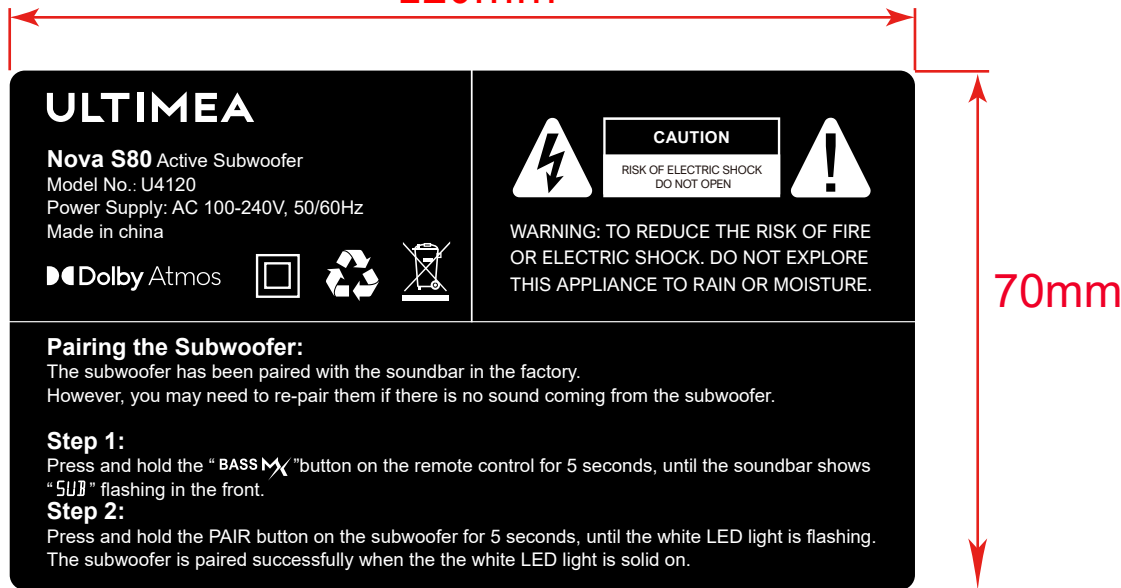 ULTIMEA
Nova S80 Active Subwoofer
Model No.: U4120
Power Supply: AC 100-240V, 50/60Hz
Made in china
Dolby Atmos
CAUTION
RISK OF ELECTRIC SHOCK
DO NOT OPEN
WARNING: TO REDUCE THE RISK OF FIRE
OR ELECTRIC SHOCK. DO NOT EXPLORE
THIS APPLIANCE TO RAIN OR MOISTURE.
70mm
Pairing the Subwoofer:
The subwoofer has been paired with the soundbar in the factory.
However, you may need to re-pair them if there is no sound coming from the subwoofer.
Step 1:
Press and hold the “ BASS MX ”button on the remote control for 5 seconds, until the soundbar shows
“ SUB ” flashing in the front.
Step 2:
Press and hold the PAIR button on the subwoofer for 5 seconds, until the white LED light is flashing.
The subwoofer is paired successfully when the the white LED light is solid on.